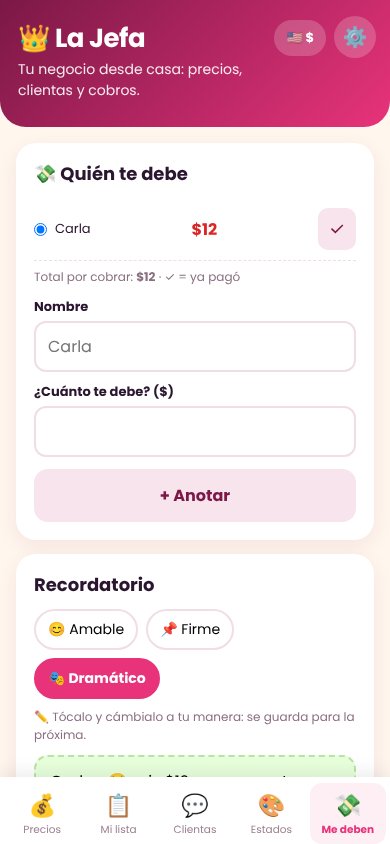 👑 La Jefa
🇺🇸 $
⚙️
Tu negocio desde casa: precios,
clientas y cobros.
💸 Quién te debe
Carla
$12
✓
Total por cobrar: $12 · ✓ = ya pagó
Nombre
Carla
¿Cuánto te debe? ($)
+ Anotar
Recordatorio
😊 Amable
📌 Firme
🎭 Dramático
✏️ Tócalo y cámbialo a tu manera: se guarda para la
próxima.
💰 Precios
📋 Mi lista
💬 Clientas
🎨 Estados
💸 Me deben